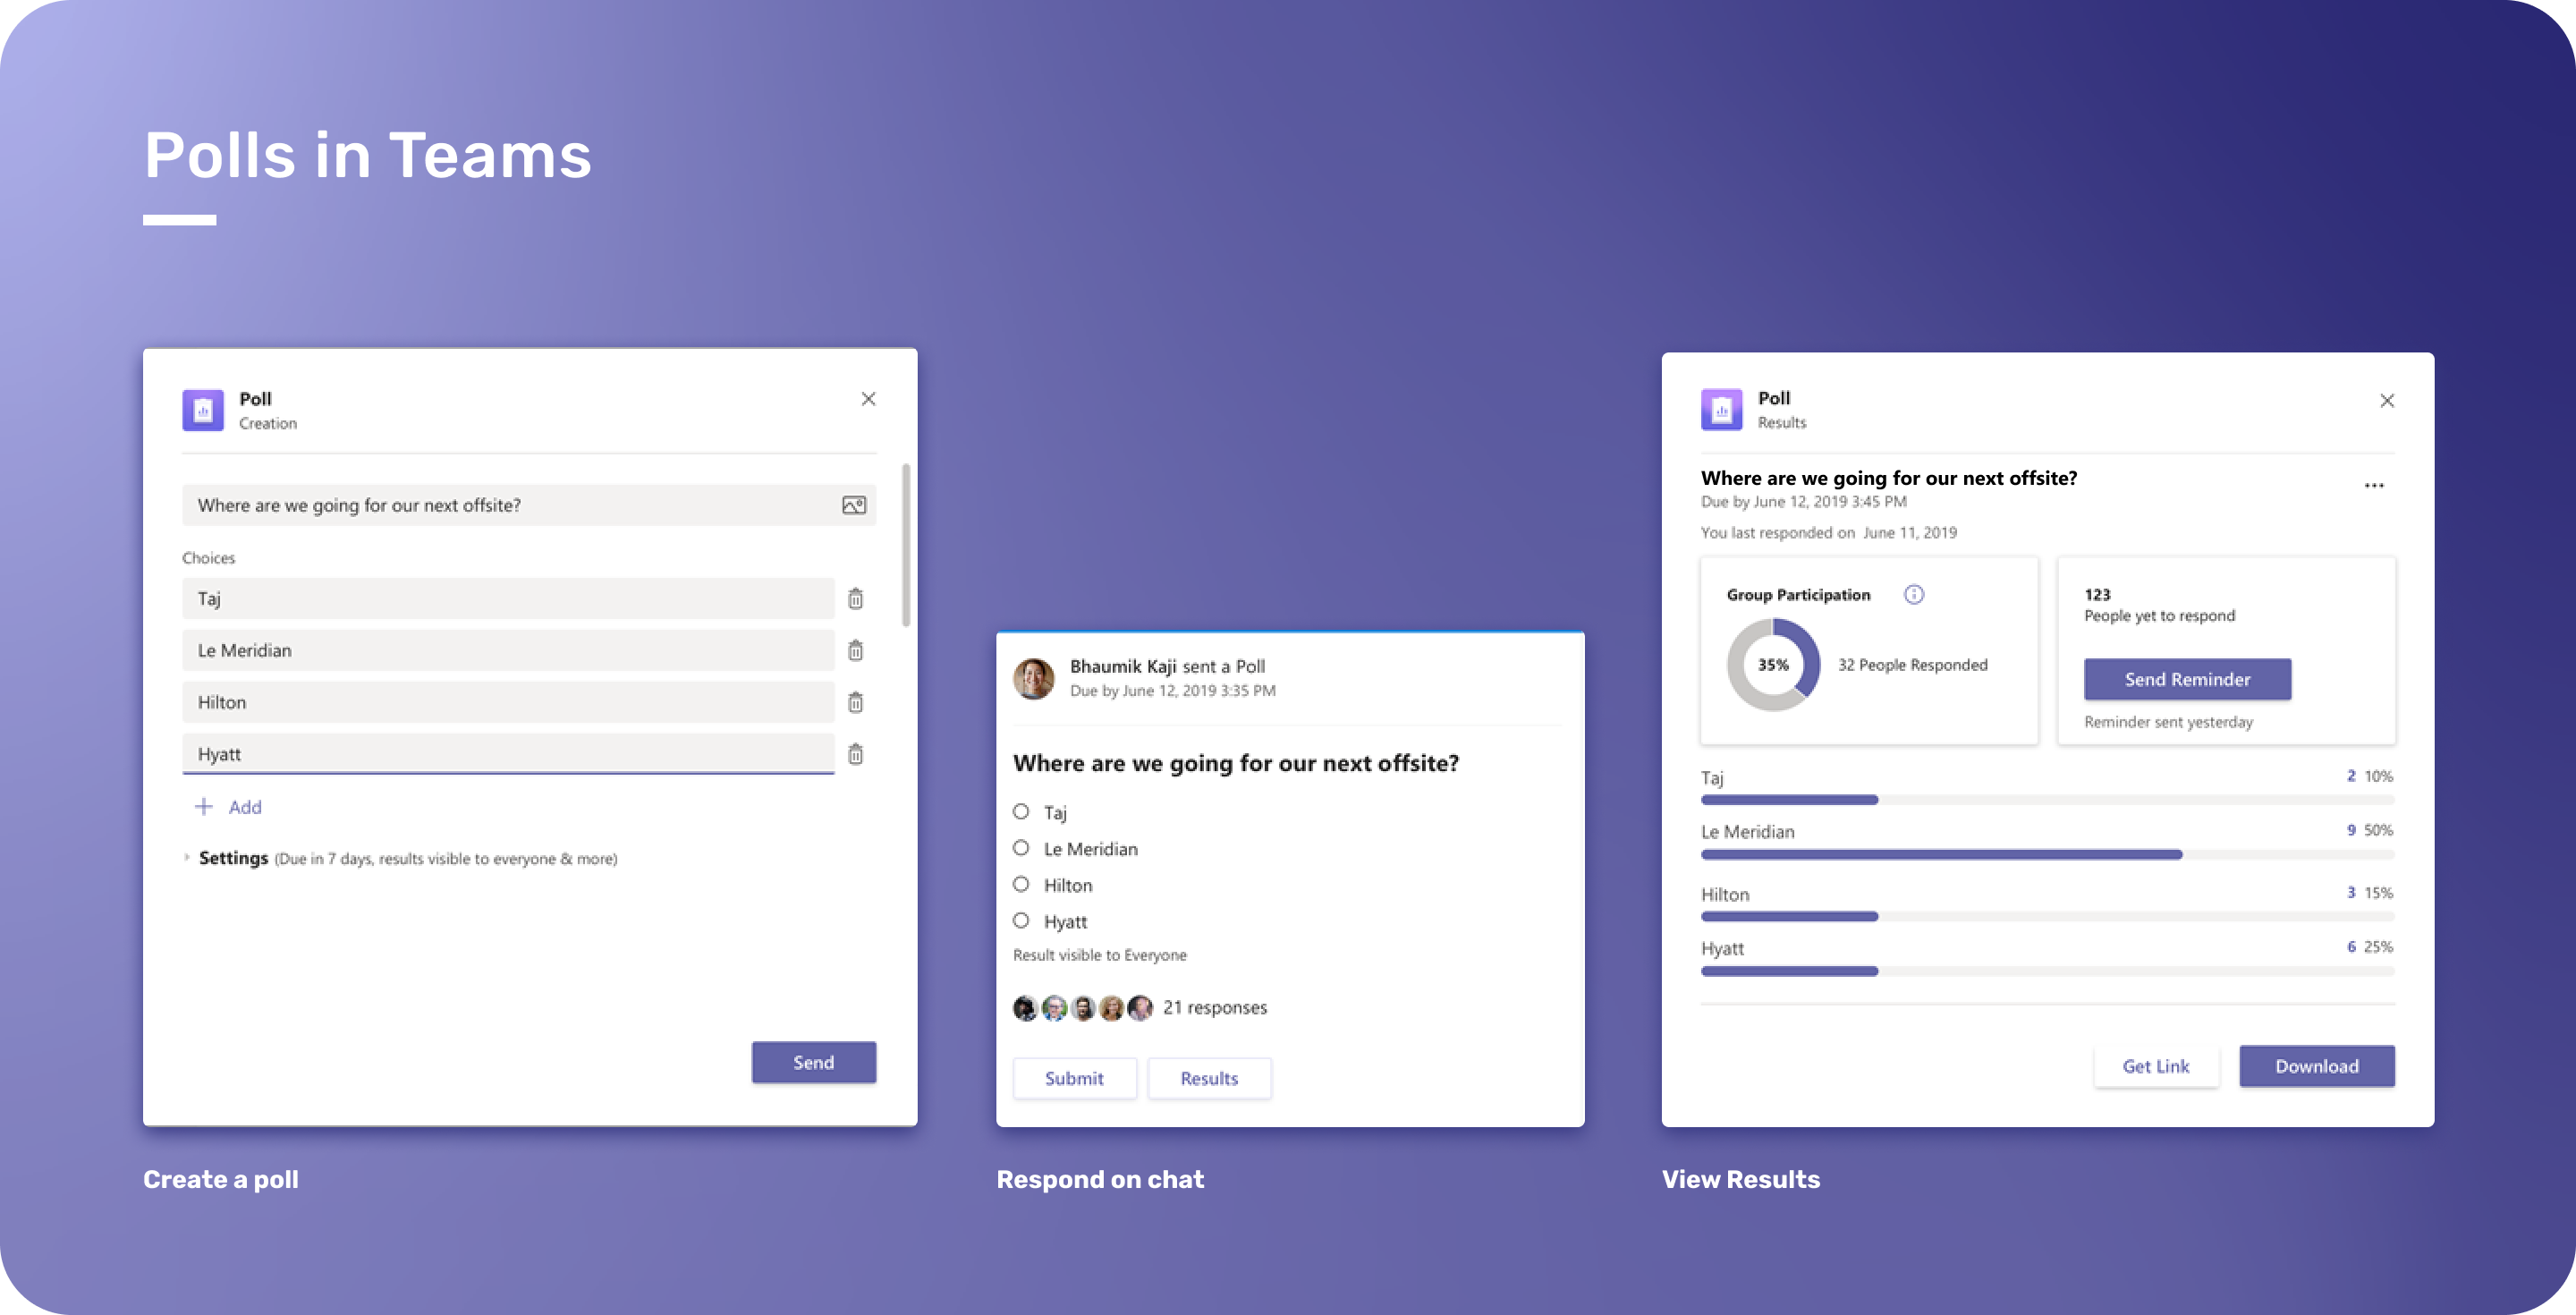 Polls in Teams
Poll
Creation
Where are we going for our next offsite?
Choices
Taj
Le Meridian
Hilton
Hyatt
Add
Settings (Due in 7 days, results visible to everyone & more)
Send
Create a poll
Bhaumik Kaji sent a Poll
Due by June 12, 2019 3:35 PM
Where are we going for our next offsite?
Taj
Le Meridian
Hilton
Hyatt
Result visible to Everyone
21 responses
Submit Results
Respond on chat
Poll
Results
Where are we going for our next offsite?
Due by June 12, 2019 3:45 PM
You last responded on June 11, 2019
Group Participation
35% 32 People Responded
123
People yet to respond
Send Reminder
Reminder sent yesterday
Taj 2 10%
Le Meridian 9 50%
Hilton 3 15%
Hyatt 6 25%
Get Link Download
View Results